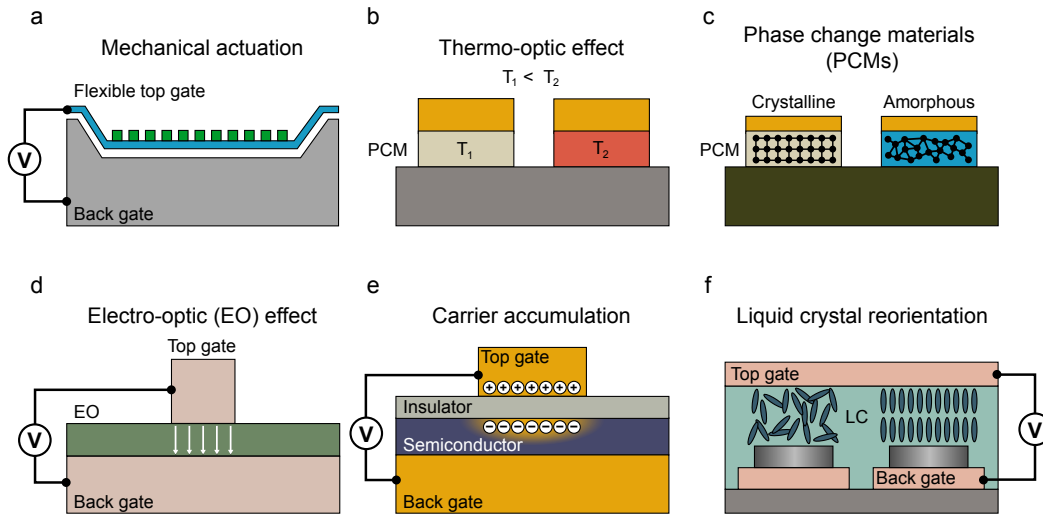 a
Mechanical actuation
Flexible top gate
V
Back gate
b
Thermo-optic effect
T₁ < T₂
PCM
T₁
T₂
c
Phase change materials
(PCMs)
Crystalline
Amorphous
PCM
d
Electro-optic (EO) effect
Top gate
EO
V
Back gate
e
Carrier accumulation
Top gate
+ + + + + + +
Insulator
− − − − − − −
Semiconductor
V
Back gate
f
Liquid crystal reorientation
Top gate
LC
V
Back gate